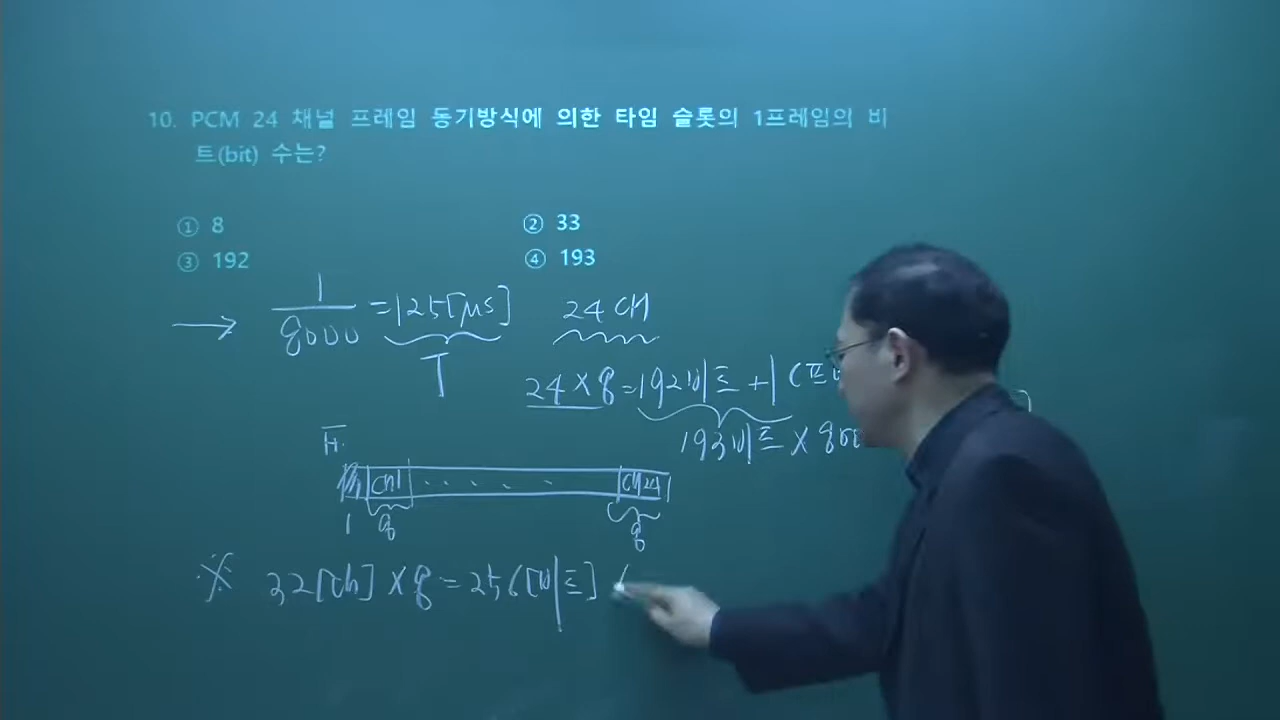 10. PCM 24 채널 프레임 동기방식에 의한 타임 슬롯의 1프레임의 비
트(bit) 수는?
① 8
② 33
③ 192
④ 193
→ 1/8000 = 125[μs]
T
24 CH
24 × 8 = 192비트 + 1 (프
193비트 × 800
CH1 · · · · · CH24
1 8 8
※ 32[ch] × 8 = 256[비트] (